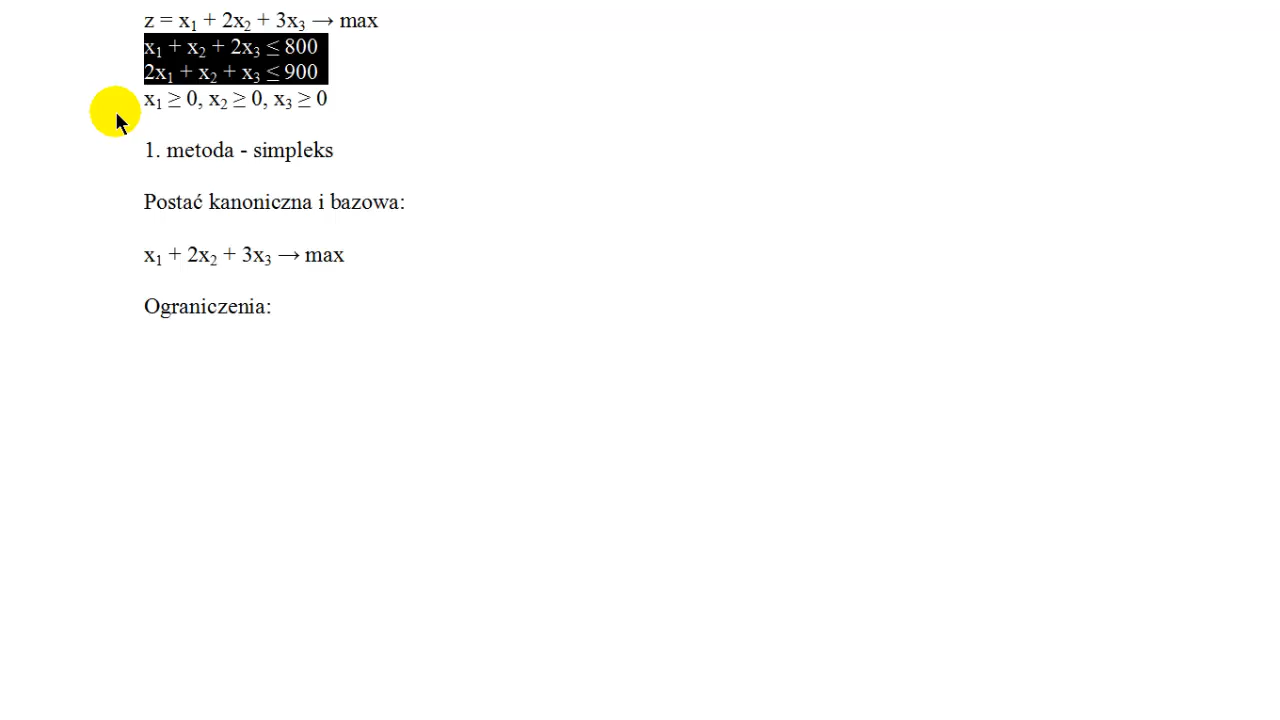 z = x₁ + 2x₂ + 3x₃ → max
x₁ + x₂ + 2x₃ ≤ 800
2x₁ + x₂ + x₃ ≤ 900
x₁ ≥ 0, x₂ ≥ 0, x₃ ≥ 0
1. metoda - simpleks
Postać kanoniczna i bazowa:
x₁ + 2x₂ + 3x₃ → max
Ograniczenia: